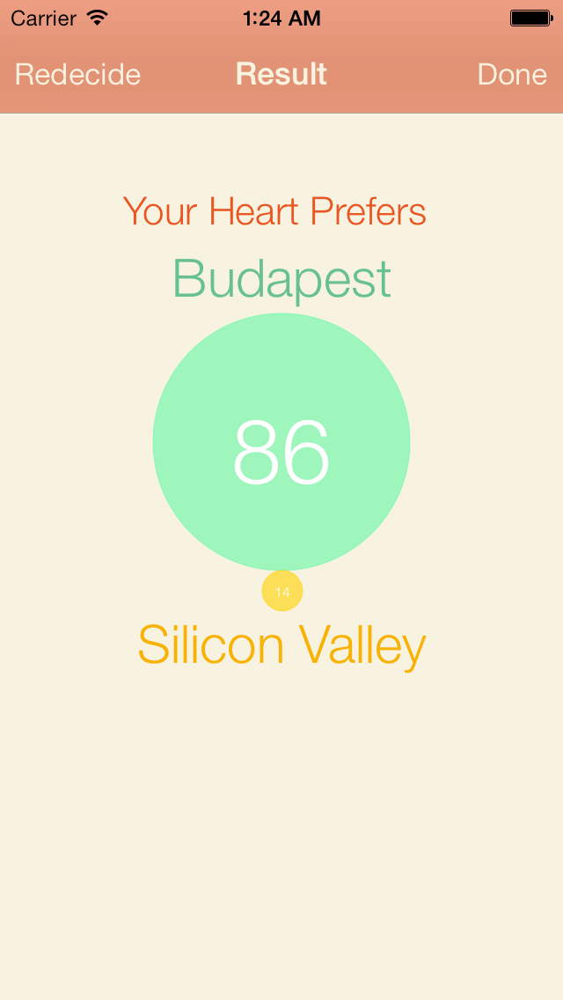 Carrier 1:24 AM
Redecide Result Done
Your Heart Prefers
Budapest
86
14
Silicon Valley